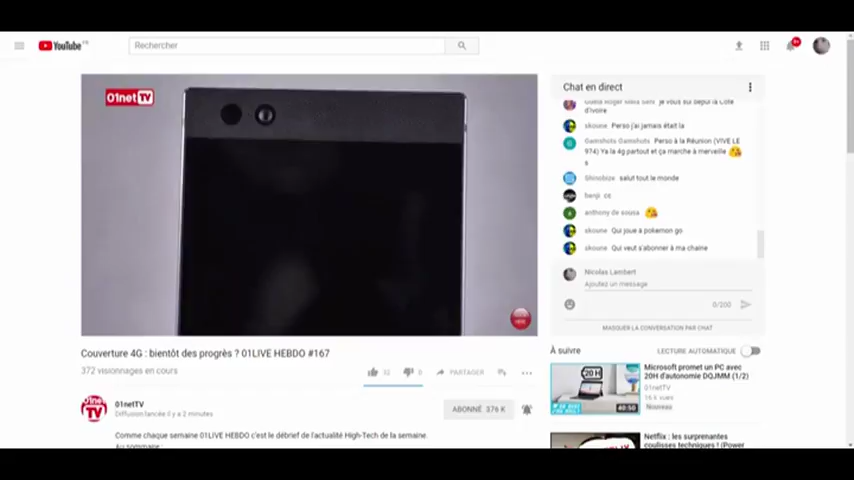 YouTube FR
Rechercher
9+
01net TV
Chat en direct
je vous suit depuis la Cote
d'ivoire
skoune Perso j'ai jamais était la
Gamshots Gamshots Perso à la Réunion (VIVE LE
974) Ya la 4g partout et ça marche à merveille
s
Shinobize salut tout le monde
benji cc
anthony de sousa
skoune Qui joue à pokemon go
skoune Qui veut s'abonner à ma chaine
Nicolas Lambert
Ajoutez un message
0/200
MASQUER LA CONVERSATION PAR CHAT
Couverture 4G : bientôt des progrès ? 01LIVE HEBDO #167
372 visionnages en cours
32
0
PARTAGER
01netTV
Diffusion lancée il y a 2 minutes
ABONNÉ 376 K
Comme chaque semaine 01LIVE HEBDO c'est le débrief de l'actualité High-Tech de la semaine.
Au sommaire :
À suivre
LECTURE AUTOMATIQUE
20H
40:50
Microsoft promet un PC avec
20H d'autonomie DQJMM (1/2)
01netTV
Nouveau
Netflix : les surprenantes
coulisses techniques ! (Power